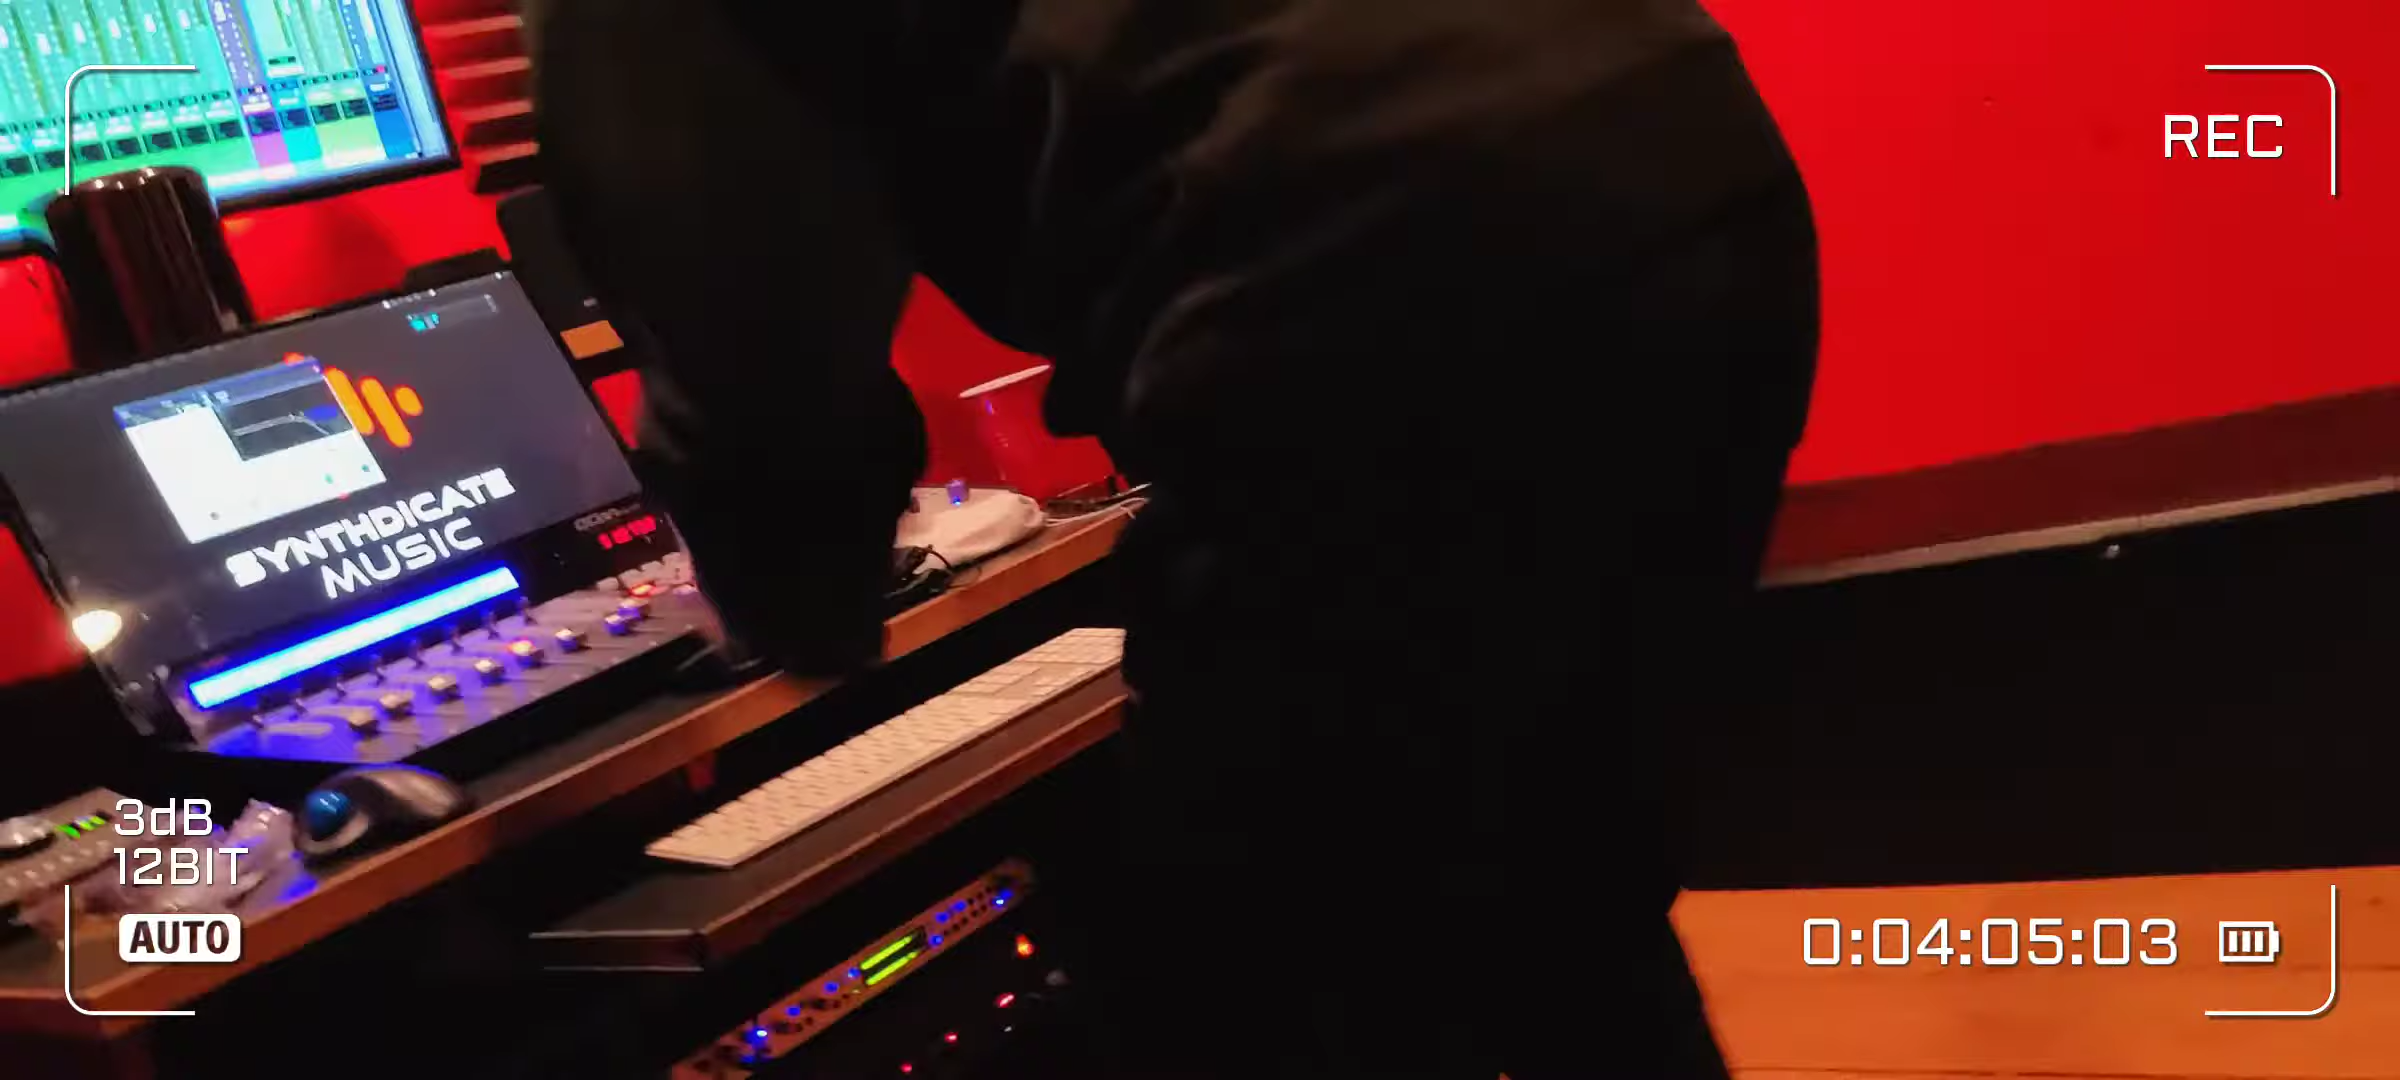 REC
SYNTHDICATE
MUSIC
3dB
12BIT
AUTO
0:04:05:03